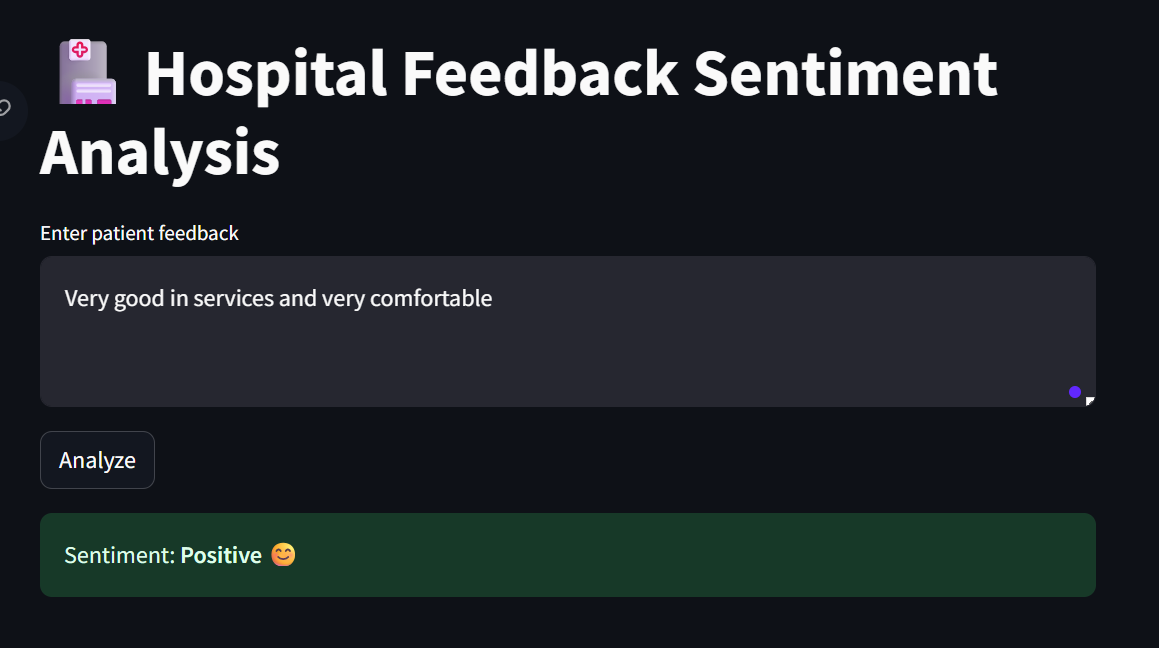 🏥 Hospital Feedback Sentiment
Analysis
Enter patient feedback
Very good in services and very comfortable
Analyze
Sentiment: Positive 😊